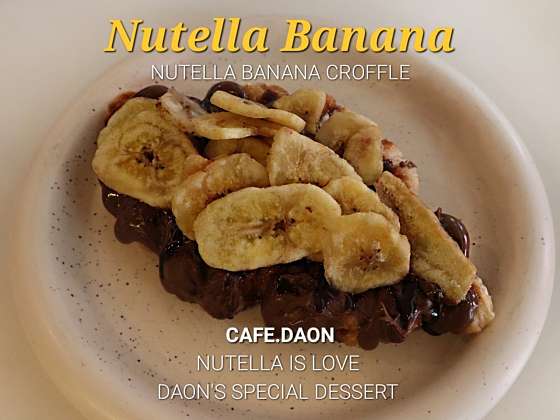 Nutella Banana
NUTELLA BANANA CROFFLE
CAFE.DAON
NUTELLA IS LOVE
DAON'S SPECIAL DESSERT